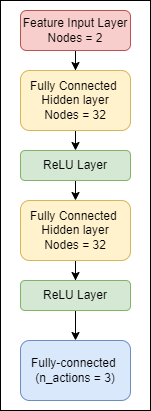 Feature Input Layer
Nodes = 2
Fully Connected
Hidden layer
Nodes = 32
ReLU Layer
Fully Connected
Hidden layer
Nodes = 32
ReLU Layer
Fully-connected
(n_actions = 3)